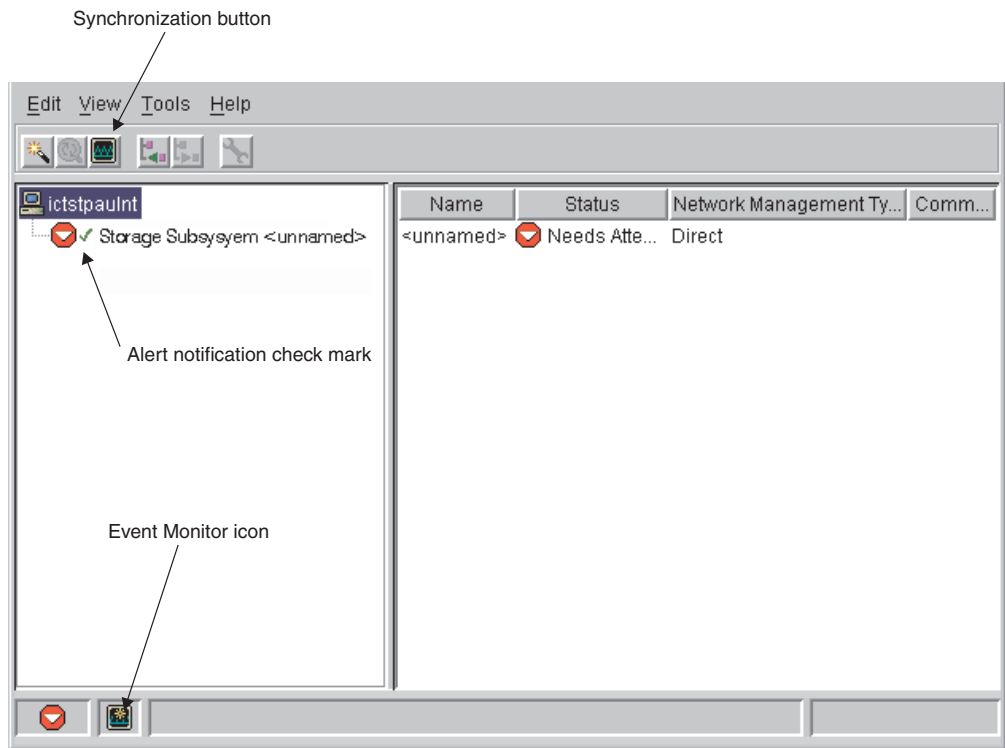 Synchronization button
Edit View Tools Help
ictstpaulnt
Storage Subsysyem <unnamed>
Name Status Network Management Ty... Comm...
<unnamed> Needs Atte... Direct
Alert notification check mark
Event Monitor icon